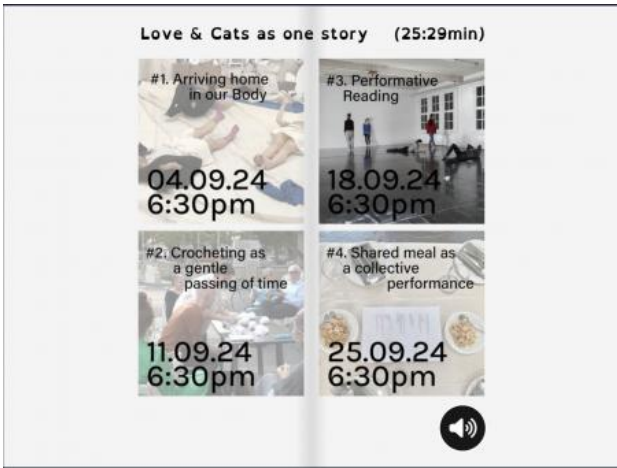 Love & Cats as one story (25:29min)
#1. Arriving home
in our Body
04.09.24
6:30pm
#3. Performative
Reading
18.09.24
6:30pm
#2. Crocheting as
a gentle
passing of time
11.09.24
6:30pm
#4. Shared meal as
a collective
performance
25.09.24
6:30pm